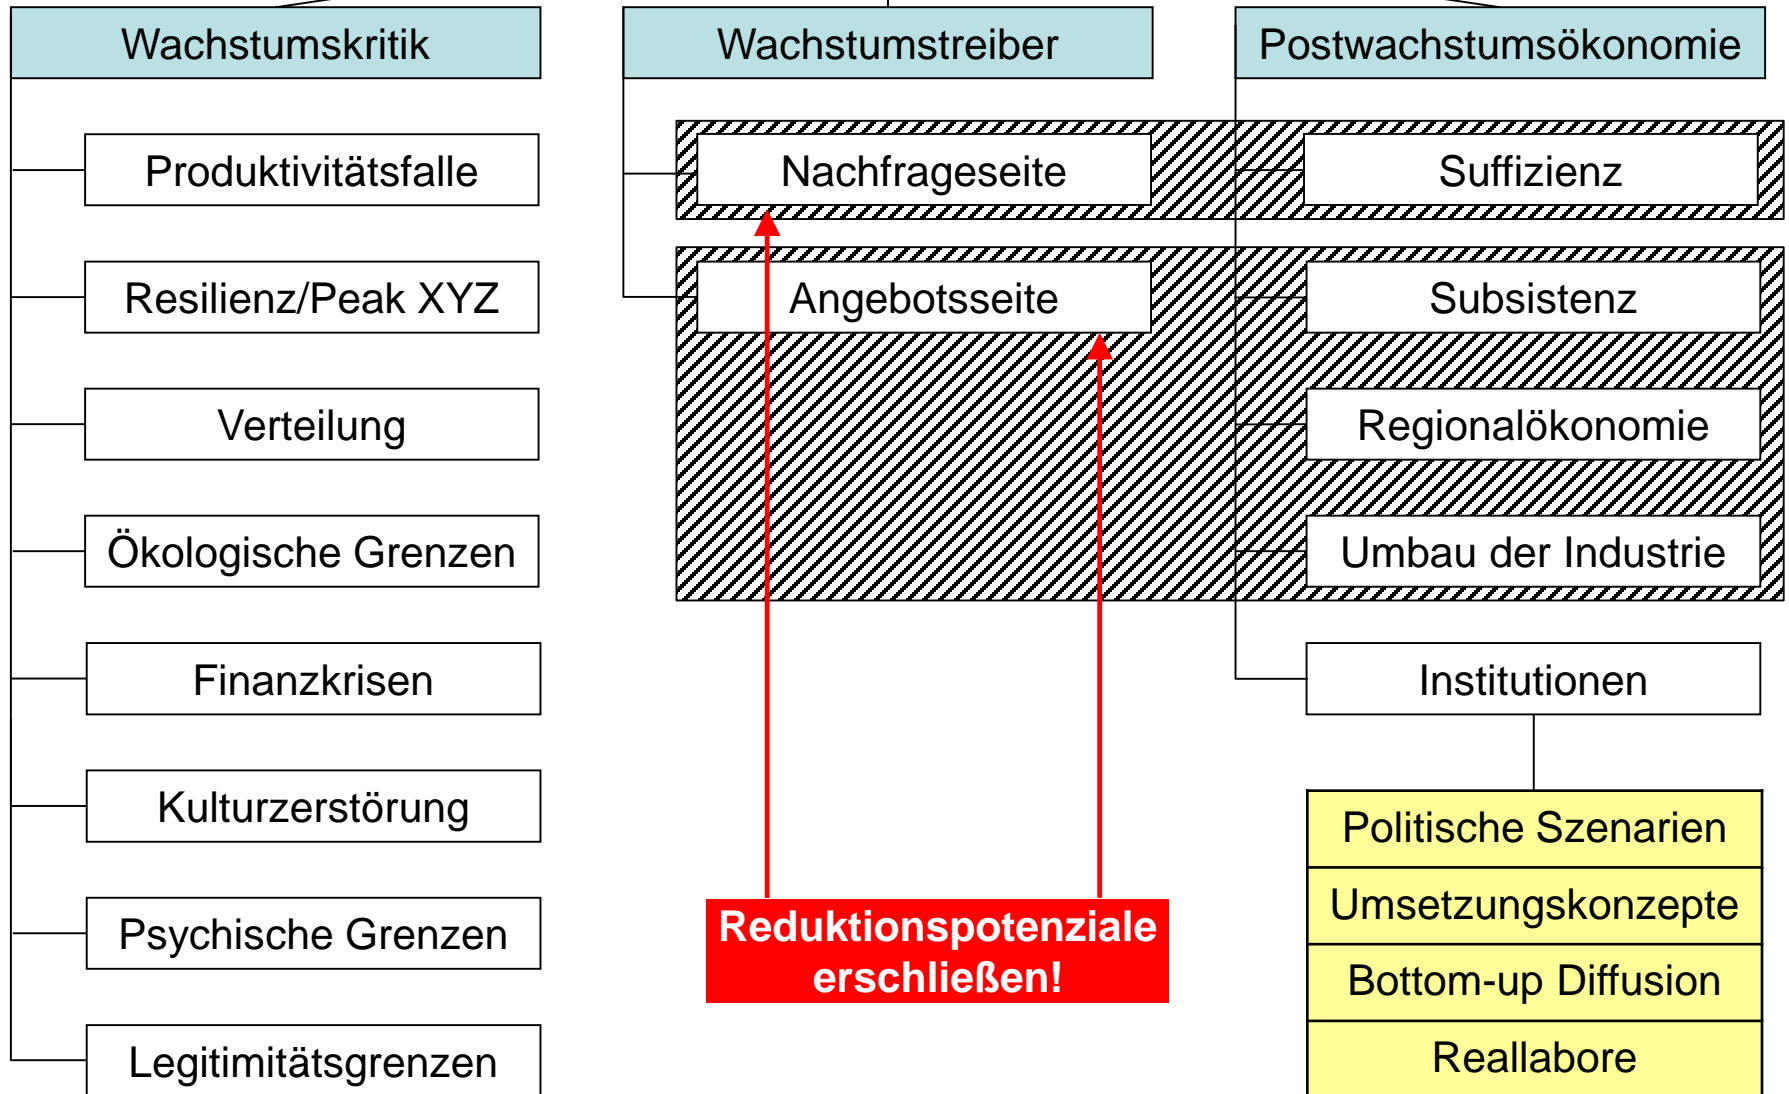 Wachstumskritik
Produktivitätsfalle
Resilienz/Peak XYZ
Verteilung
Ökologische Grenzen
Finanzkrisen
Kulturzerstörung
Psychische Grenzen
Legitimitätsgrenzen
Wachstumstreiber
Nachfrageseite
Angebotsseite
Reduktionspotenziale
erschließen!
Postwachstumsökonomie
Suffizienz
Subsistenz
Regionalökonomie
Umbau der Industrie
Institutionen
Politische Szenarien
Umsetzungskonzepte
Bottom-up Diffusion
Reallabore